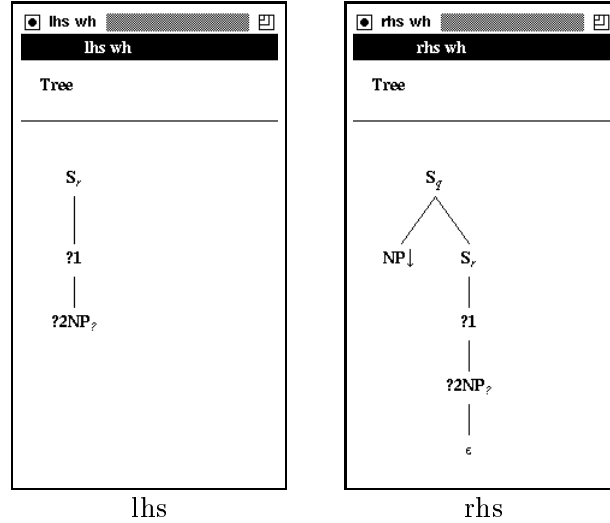 lhs wh
lhs wh
Tree
S_r
?1
?2NP_?
lhs
rhs wh
rhs wh
Tree
S_q
NP↓ S_r
?1
?2NP_?
ε
rhs